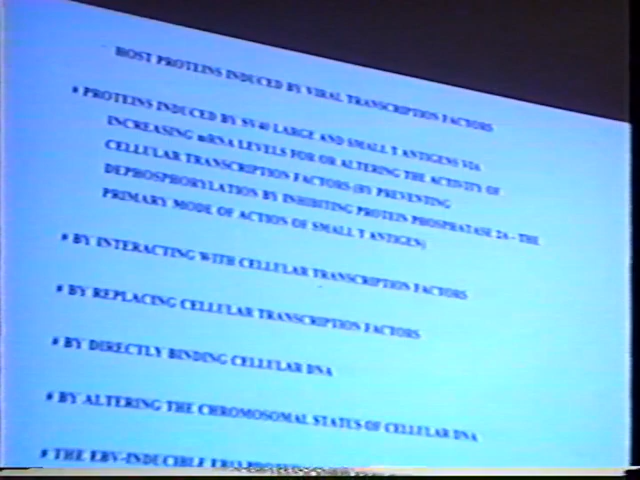 HOST PROTEINS INDUCED BY VIRAL TRANSCRIPTION FACTORS
# PROTEINS INDUCED BY SV40 LARGE AND SMALL T ANTIGENS VIA
INCREASING mRNA LEVELS FOR OR ALTERING THE ACTIVITY OF
CELLULAR TRANSCRIPTION FACTORS (BY PREVENTING
DEPHOSPHORYLATION BY INHIBITING PROTEIN PHOSPHATASE 2A - THE
PRIMARY MODE OF ACTION OF SMALL T ANTIGEN)
# BY INTERACTING WITH CELLULAR TRANSCRIPTION FACTORS
# BY REPLACING CELLULAR TRANSCRIPTION FACTORS
# BY DIRECTLY BINDING CELLULAR DNA
# BY ALTERING THE CHROMOSOMAL STATUS OF CELLULAR DNA
# THE EBV-INDUCIBLE